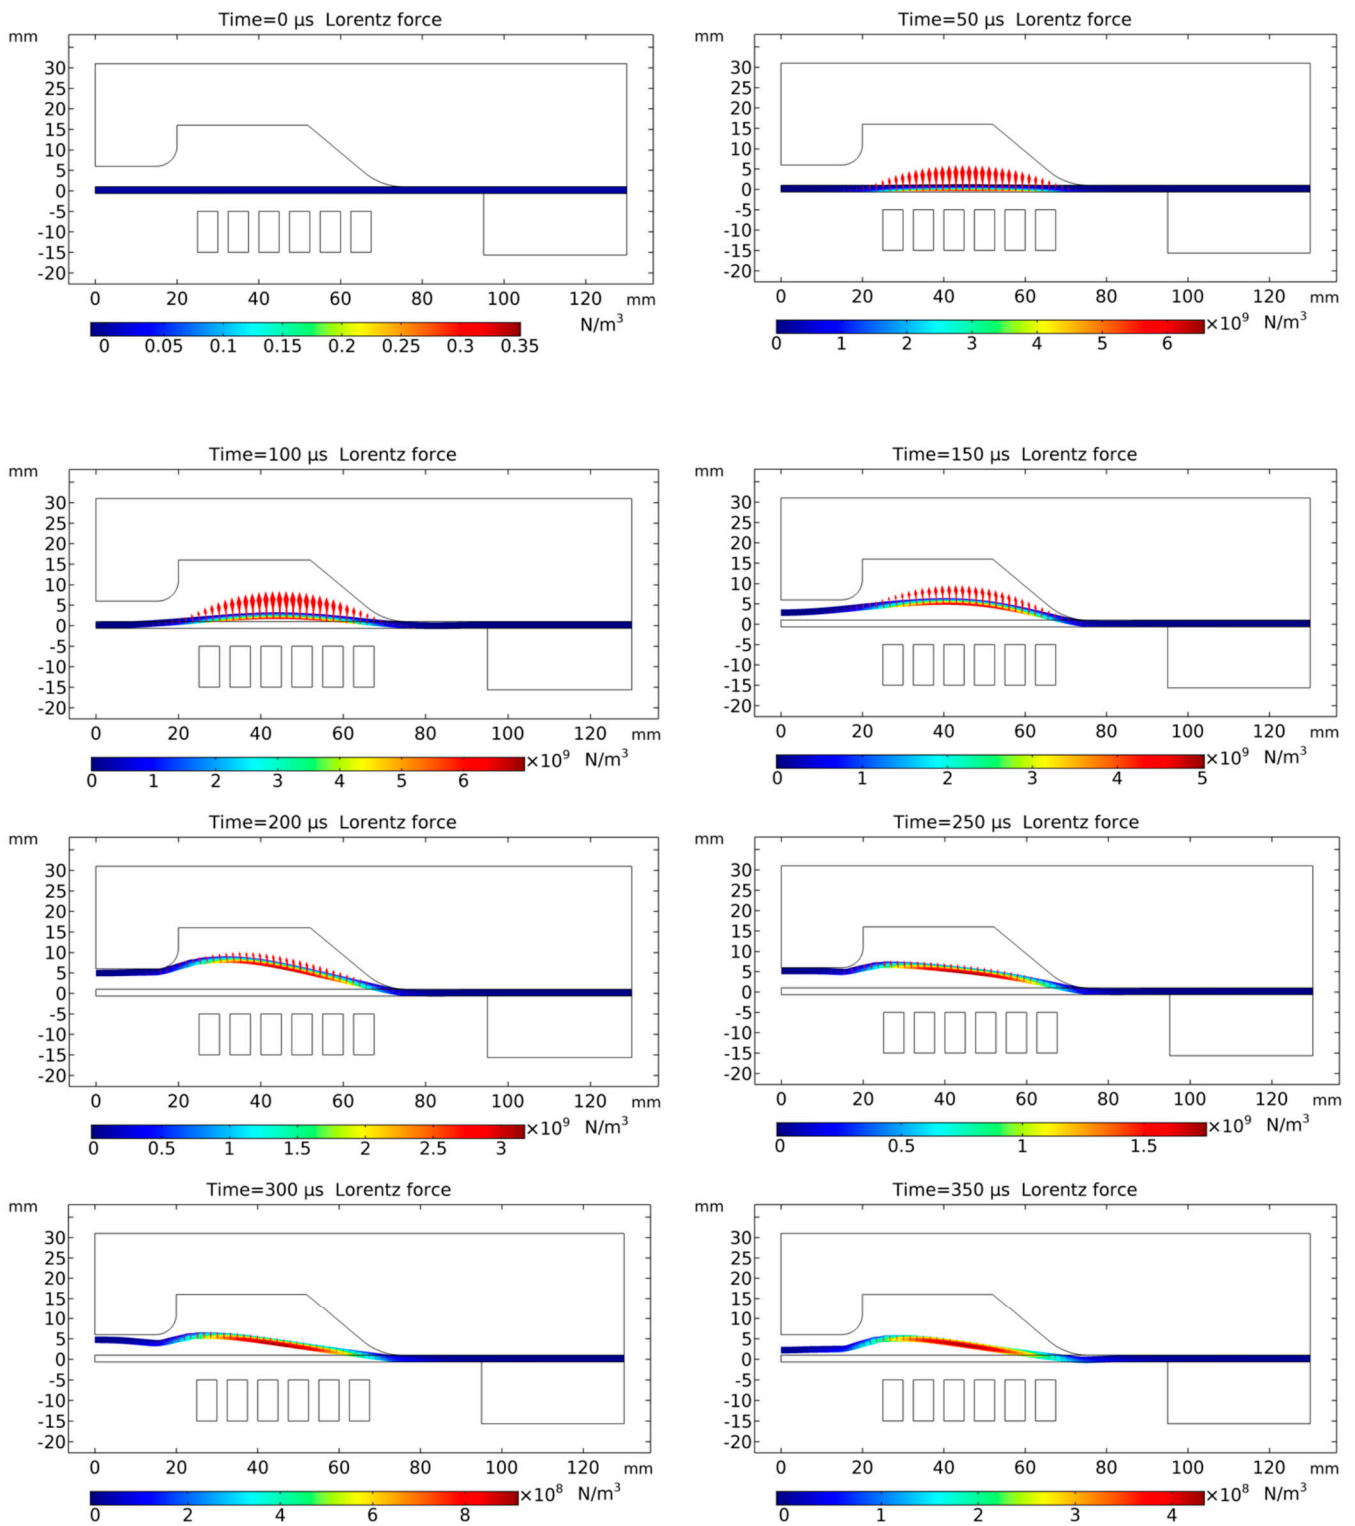 Time=0 µs Lorentz force
mm
30
25
20
15
10
5
0
-5
-10
-15
-20
0 20 40 60 80 100 120 mm
N/m³
0 0.05 0.1 0.15 0.2 0.25 0.3 0.35
Time=50 µs Lorentz force
mm
30
25
20
15
10
5
0
-5
-10
-15
-20
0 20 40 60 80 100 120 mm
×10⁹ N/m³
0 1 2 3 4 5 6
Time=100 µs Lorentz force
mm
30
25
20
15
10
5
0
-5
-10
-15
-20
0 20 40 60 80 100 120 mm
×10⁹ N/m³
0 1 2 3 4 5 6
Time=150 µs Lorentz force
mm
30
25
20
15
10
5
0
-5
-10
-15
-20
0 20 40 60 80 100 120 mm
×10⁹ N/m³
0 1 2 3 4 5
Time=200 µs Lorentz force
mm
30
25
20
15
10
5
0
-5
-10
-15
-20
0 20 40 60 80 100 120 mm
×10⁹ N/m³
0 0.5 1 1.5 2 2.5 3
Time=250 µs Lorentz force
mm
30
25
20
15
10
5
0
-5
-10
-15
-20
0 20 40 60 80 100 120 mm
×10⁹ N/m³
0 0.5 1 1.5
Time=300 µs Lorentz force
mm
30
25
20
15
10
5
0
-5
-10
-15
-20
0 20 40 60 80 100 120 mm
×10⁸ N/m³
0 2 4 6 8
Time=350 µs Lorentz force
mm
30
25
20
15
10
5
0
-5
-10
-15
-20
0 20 40 60 80 100 120 mm
×10⁸ N/m³
0 1 2 3 4